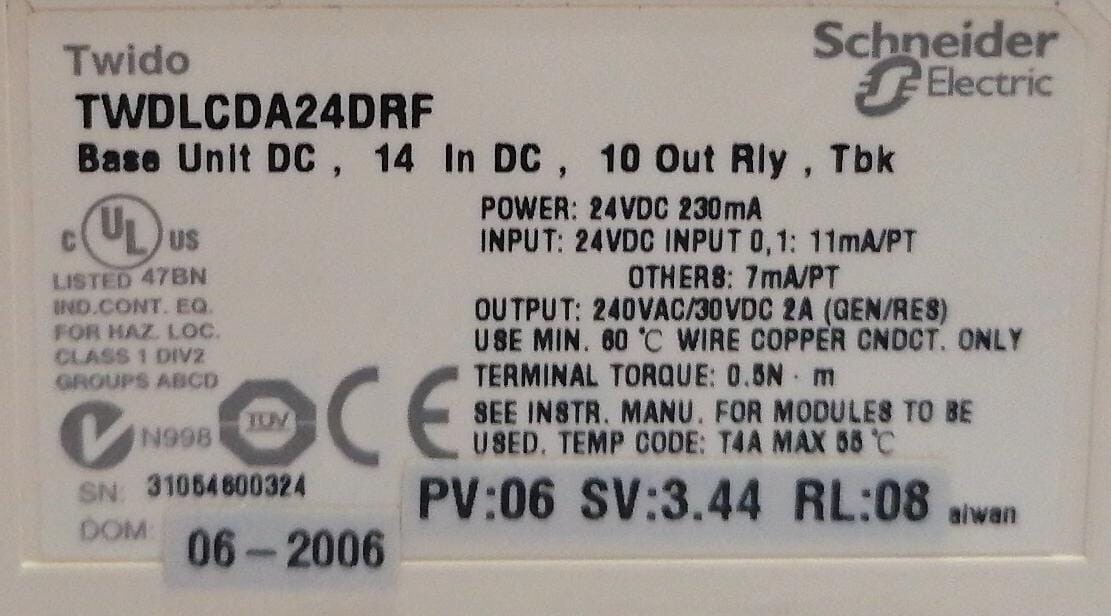 Twido
Schneider
Electric
TWDLCDA24DRF
Base Unit DC , 14 In DC , 10 Out Rly , Tbk
POWER: 24VDC 230mA
INPUT: 24VDC INPUT 0,1: 11mA/PT
OTHERS: 7mA/PT
OUTPUT: 240VAC/30VDC 2A (GEN/RES)
USE MIN. 60 °C WIRE COPPER CNDCT. ONLY
TERMINAL TORQUE: 0.5N · m
SEE INSTR. MANU. FOR MODULES TO BE
USED. TEMP CODE: T4A MAX 55 °C
C UL US
LISTED 47BN
IND.CONT. EQ.
FOR HAZ. LOC.
CLASS 1 DIV2
GROUPS ABCD
N998
TÜV
CE
SN: 31064600324
DOM: 06-2006
PV:06 SV:3.44 RL:08
aiwan